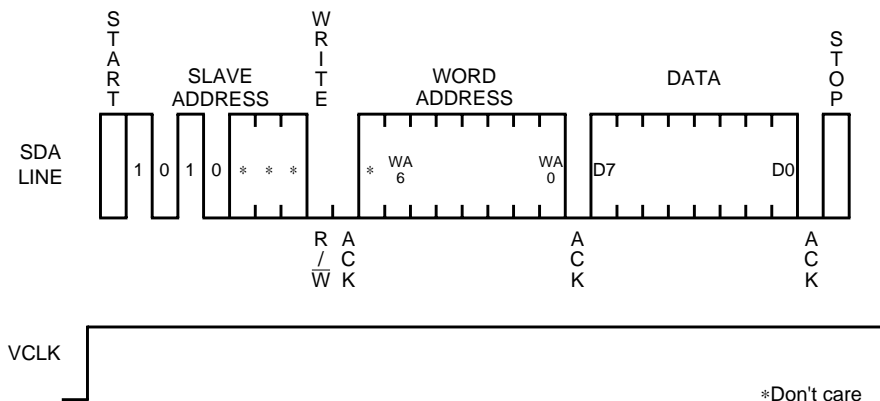 START
WRITE
STOP
SLAVE
ADDRESS
WORD
ADDRESS
DATA
SDA
LINE
1 0 1 0 * * *
* WA
6
WA
0
D7 D0
R/W
ACK
ACK
ACK
VCLK
*Don't care